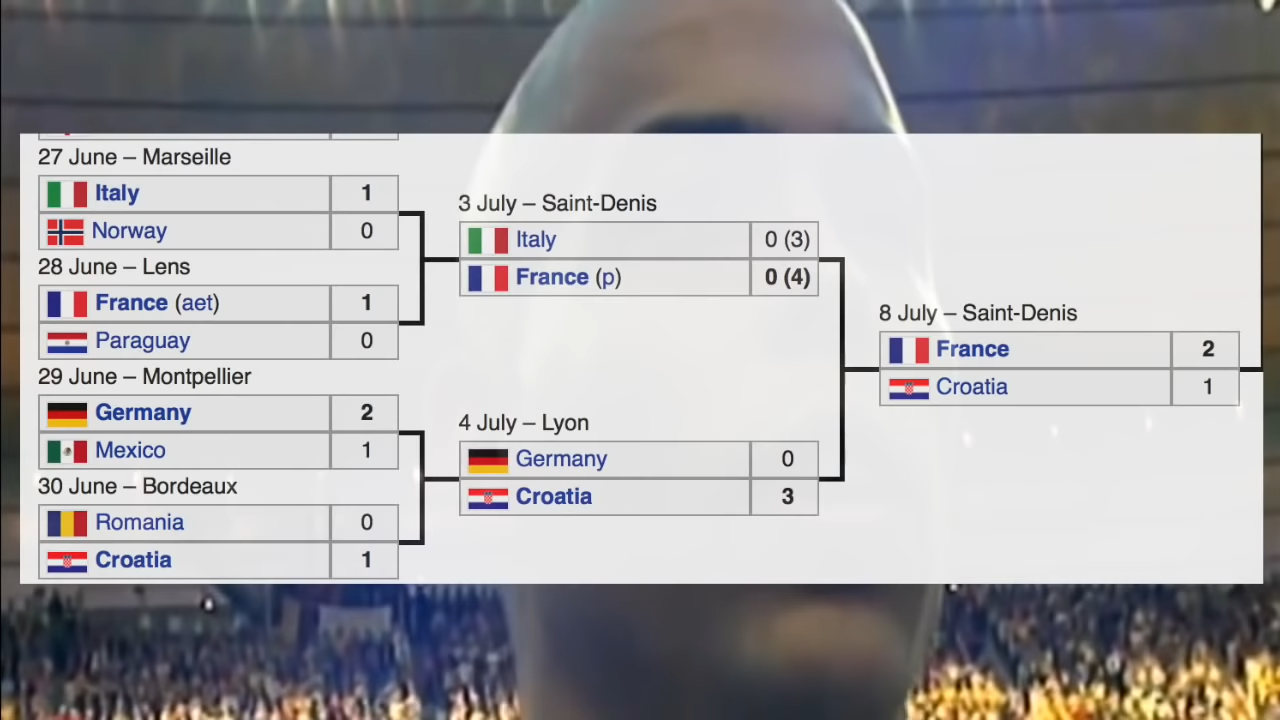 27 June – Marseille
Italy 1
Norway 0
28 June – Lens
France (aet) 1
Paraguay 0
29 June – Montpellier
Germany 2
Mexico 1
30 June – Bordeaux
Romania 0
Croatia 1
3 July – Saint-Denis
Italy 0 (3)
France (p) 0 (4)
4 July – Lyon
Germany 0
Croatia 3
8 July – Saint-Denis
France 2
Croatia 1